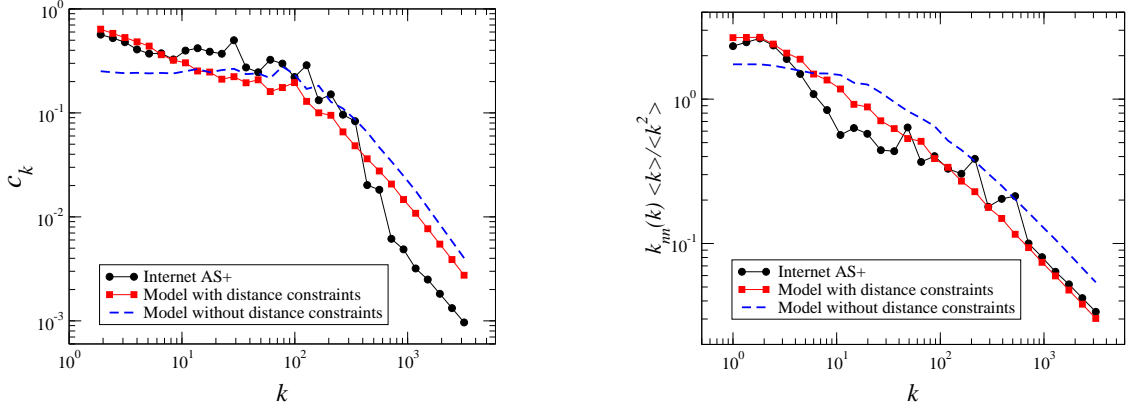 10^0
10^-1
10^-2
10^-3
c_k
Internet AS+
Model with distance constraints
Model without distance constraints
10^0 10^1 10^2 10^3
k
10^0
10^-1
k_nn(k) <k>/<k^2>
Internet AS+
Model with distance constraints
Model without distance constraints
10^0 10^1 10^2 10^3
k